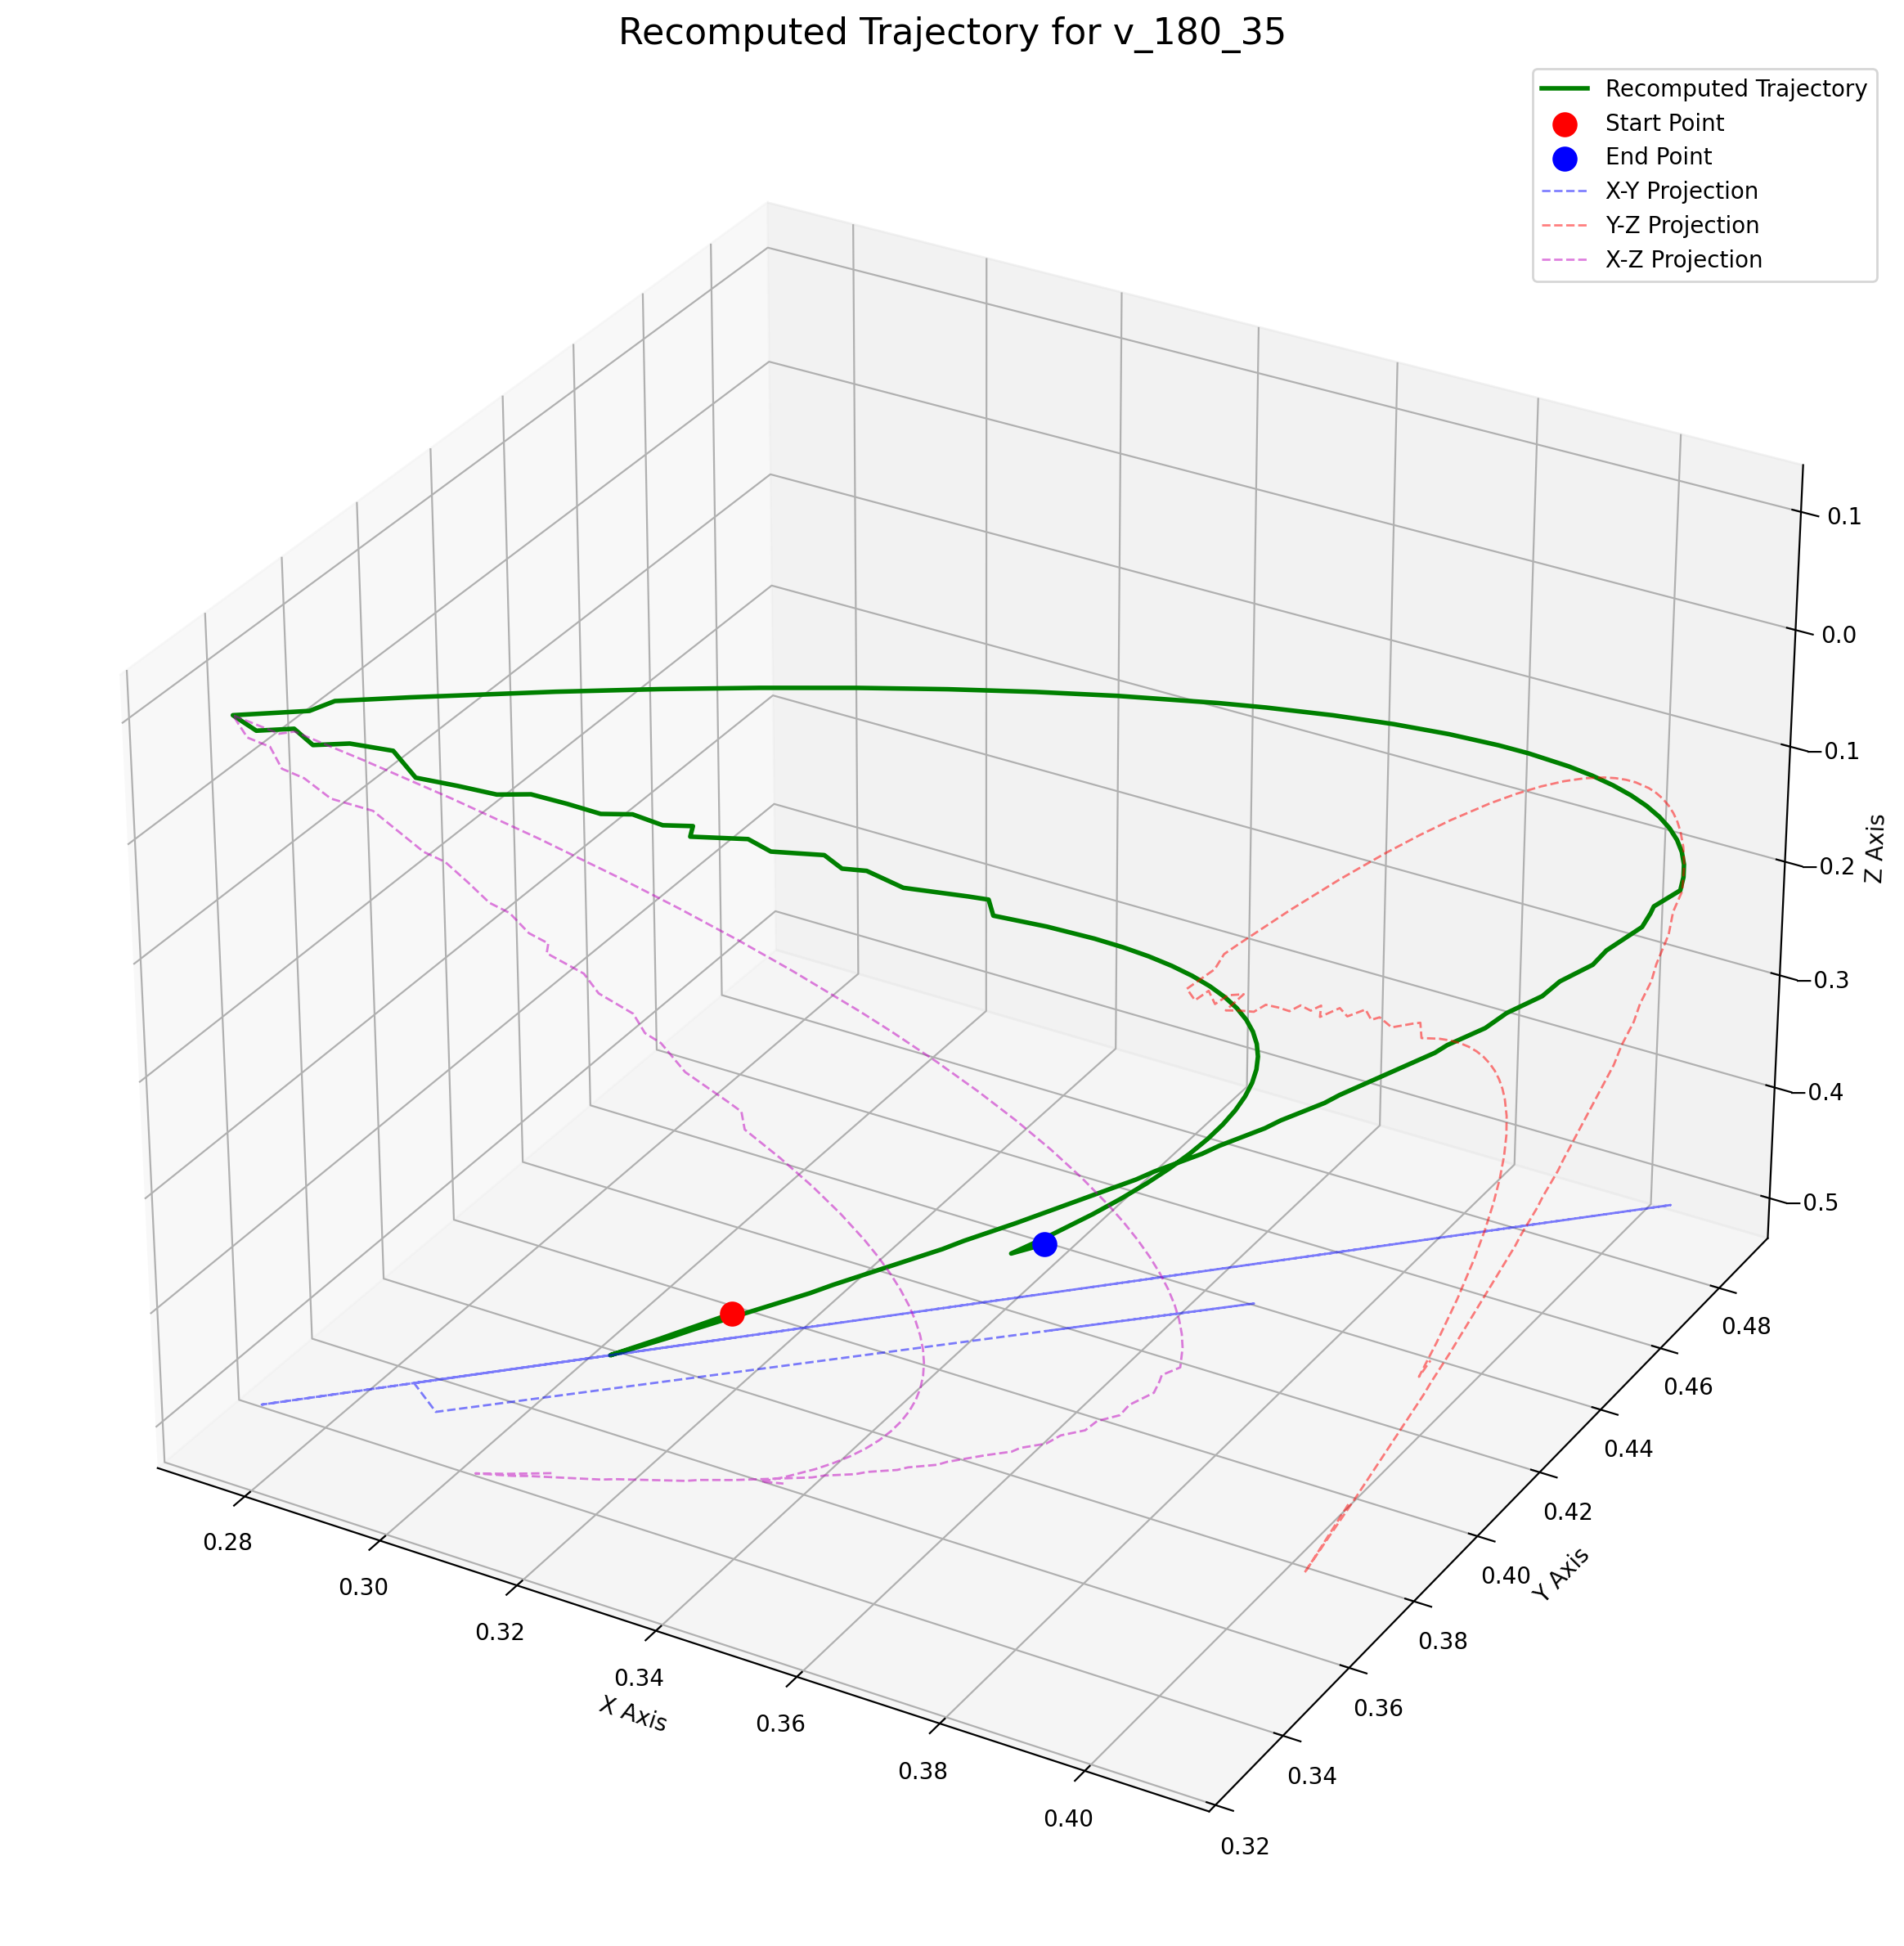 Recomputed Trajectory for v_180_35
Recomputed Trajectory
Start Point
End Point
X-Y Projection
Y-Z Projection
X-Z Projection
0.1
0.0
−0.1
−0.2
−0.3
−0.4
−0.5
Z Axis
0.48
0.46
0.44
0.42
0.40
0.38
0.36
0.34
0.32
Y Axis
0.28
0.30
0.32
0.34
0.36
0.38
0.40
X Axis